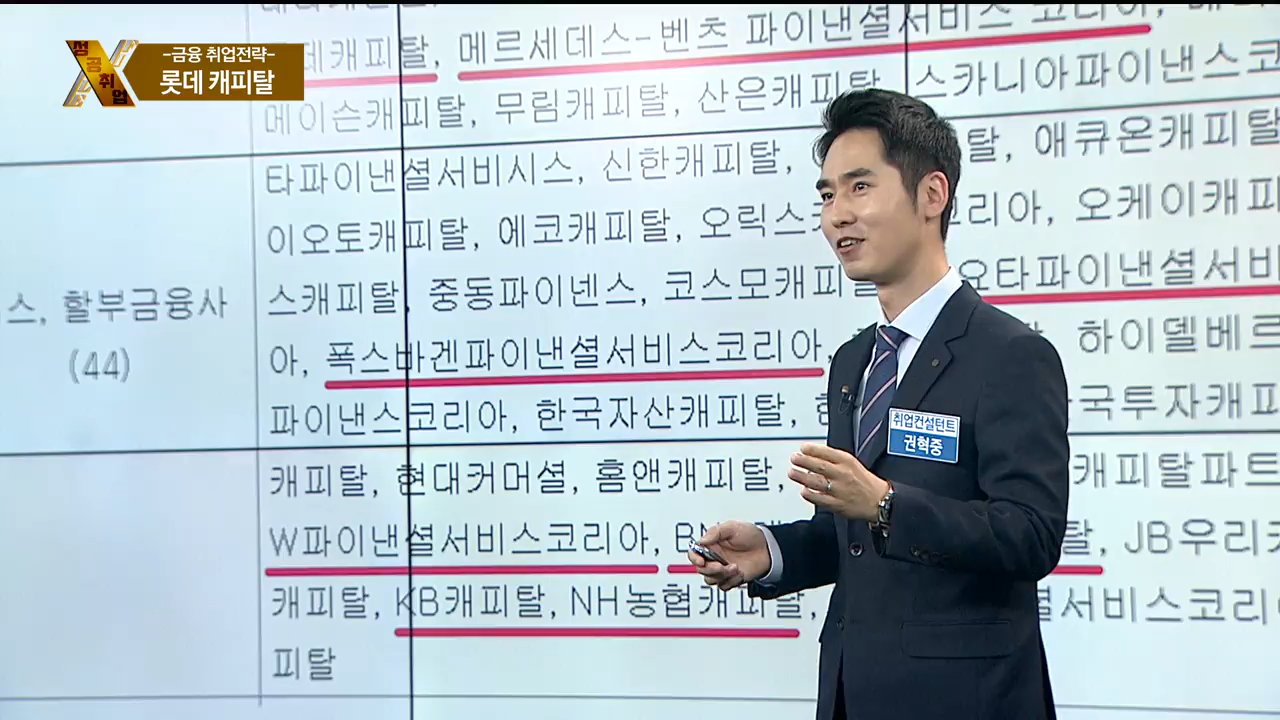 성공취업
-금융 취업전략-
롯데 캐피탈
데캐피탈, 메르세데스-벤츠 파이낸셜서비스 코리아,
메이슨캐피탈, 무림캐피탈, 산은캐피탈, 스카니아파이낸스코
타파이낸셜서비시스, 신한캐피탈, 탈, 애큐온캐피탈
이오토캐피탈, 에코캐피탈, 오릭스 코리아, 오케이캐피
스, 할부금융사
(44)
스캐피탈, 중동파이넨스, 코스모캐피 요타파이낸셜서비
아, 폭스바겐파이낸셜서비스코리아, 하이델베르
파이낸스코리아, 한국자산캐피탈, 국투자캐피
캐피탈, 현대커머셜, 홈앤캐피탈, 캐피탈파트
W파이낸셜서비스코리아, 탈, JB우리
캐피탈, KB캐피탈, NH농협캐피탈, 셜서비스코리
피탈
취업컨설턴트
권혁중